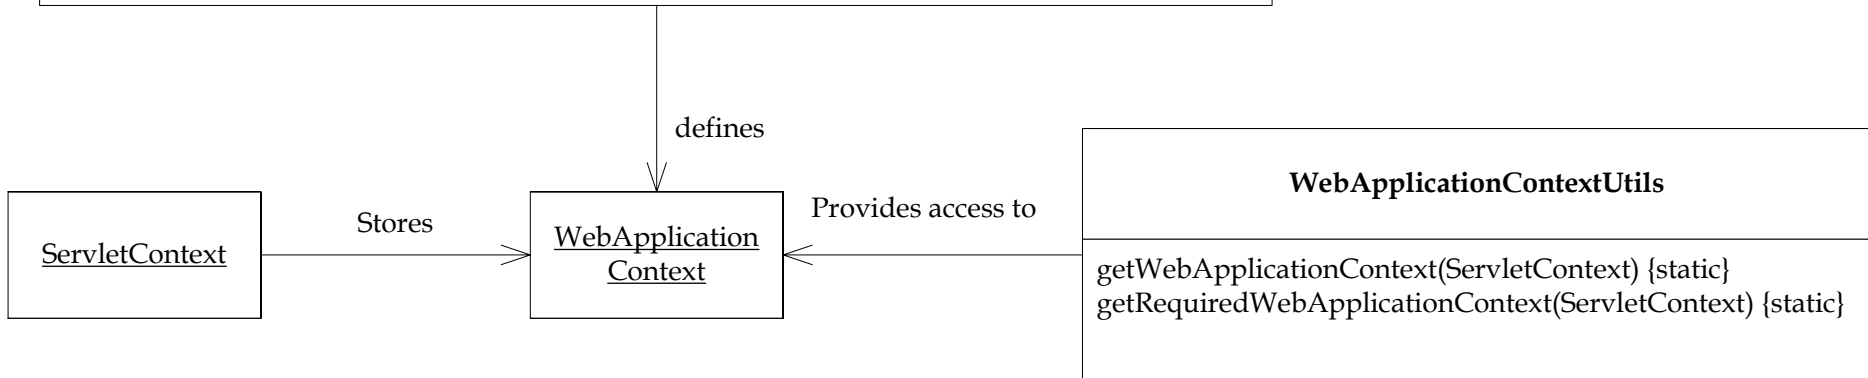 defines
WebApplicationContextUtils
Stores
Provides access to
ServletContext
WebApplication
Context
getWebApplicationContext(ServletContext) {static}
getRequiredWebApplicationContext(ServletContext) {static}